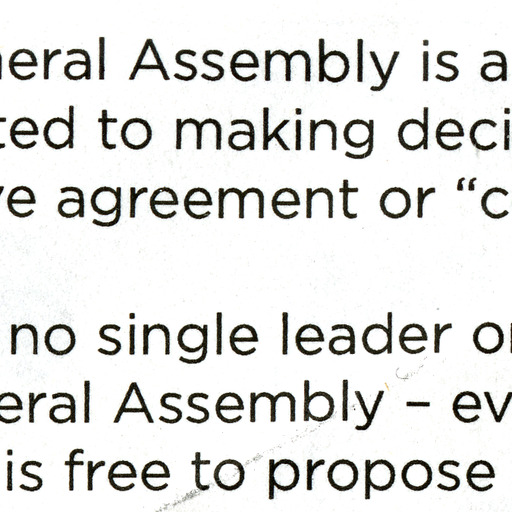 neral Assembly is a
ted to making deci
ve agreement or “c
no single leader o
eral Assembly – ev
is free to propose